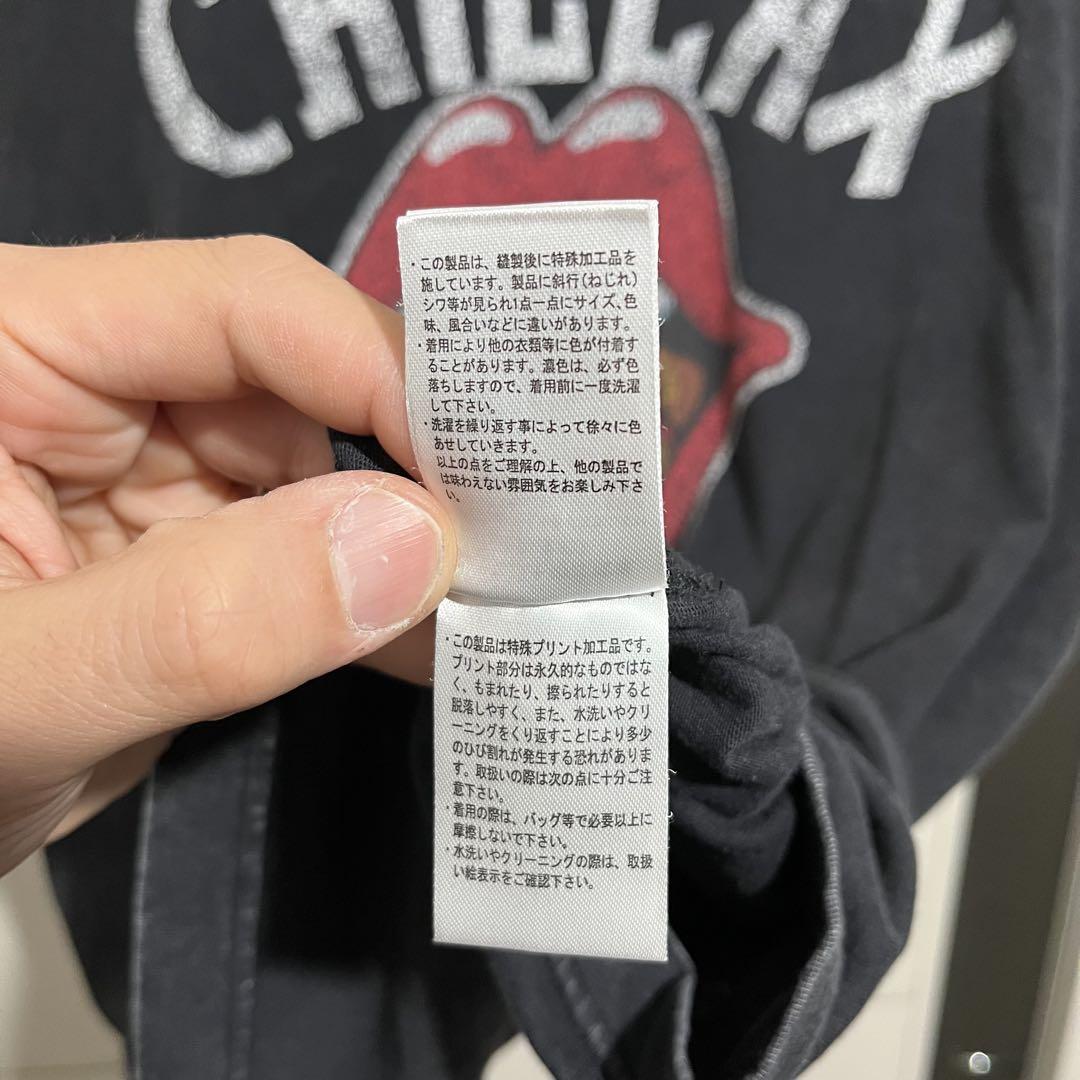 CHILLAX
・この製品は、縫製後に特殊加工品を
施しています。製品に斜行(ねじれ)
シワ等が見られ1点一点にサイズ、色
味、風合いなどに違いがあります。
・着用により他の衣類等に色が付着す
ることがあります。濃色は、必ず色
落ちしますので、着用前に一度洗濯
して下さい。
・洗濯を繰り返す事によって徐々に色
あせしていきます。
以上の点をご理解の上、他の製品で
は味わえない雰囲気をお楽しみ下さ
い。
・この製品は特殊プリント加工品です。
プリント部分は永久的なものではな
く、もまれたり、擦られたりすると
脱落しやすく、また、水洗いやクリ
ーニングをくり返すことにより多少
のひび割れが発生する恐れがありま
す。取扱いの際は次の点に十分ご注
意下さい。
・着用の際は、バッグ等で必要以上に
摩擦しないで下さい。
・水洗いやクリーニングの際は、取扱
い絵表示をご確認下さい。